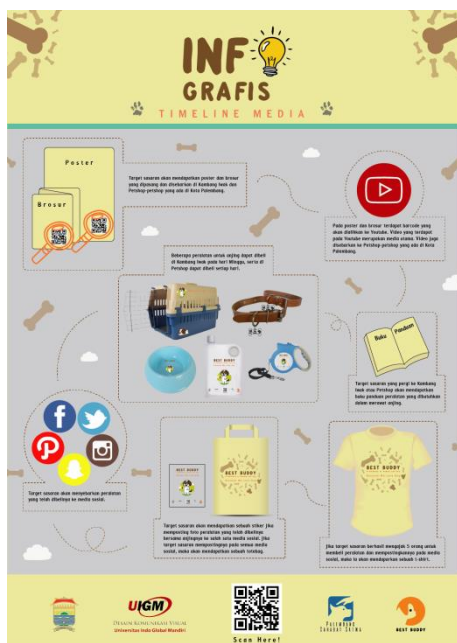 INF
GRAFIS
TIMELINE MEDIA
Poster
Brosur
Target sasaran akan mendapatkan poster dan brosur
yang dipasang dan disebarkan di Kambang Iwak dan
Petshop-petshop yang ada di Kota Palembang.
Pada poster dan brosur terdapat barcode yang
akan dialihkan ke Youtube. Video yang terdapat
pada Youtube merupakan media utama. Video juga
disebarkan ke Petshop-petshop yang ada di Kota
Palembang.
Beberapa peralatan untuk anjing dapat dibeli
di Kambang Iwak pada hari Minggu, serta di
Petshop dapat dibeli setiap hari.
Buku Panduan
Target sasaran yang pergi ke Kambang
Iwak atau Petshop akan mendapatkan
buku panduan peralatan yang dibutuhkan
dalam merawat anjing.
Target sasaran akan menyebarkan peralatan
yang telah dibelinya ke media sosial.
BEST BUDDY
BEST BUDDY
BEST BUDDY
BEST BUDDY
Target sasaran akan mendapatkan sebuah stiker jika
memposting foto peralatan yang telah dibelinya
bersama anjingnya ke salah satu media sosial, jika
target sasaran mempostingnya pada semua media
sosial, maka akan mendapatkan sebuah totebag.
Jika target sasaran berhasil mengajak 5 orang untuk
membeli peralatan dan mempostingkannya pada media
sosial, maka ia akan mendapatkan sebuah t-shirt.
UIGM
DESAIN KOMUNIKASI VISUAL
Universitas Indo Global Mandiri
Scan Here!
PALEMBANG
SAHABAT SATWA
BEST BUDDY